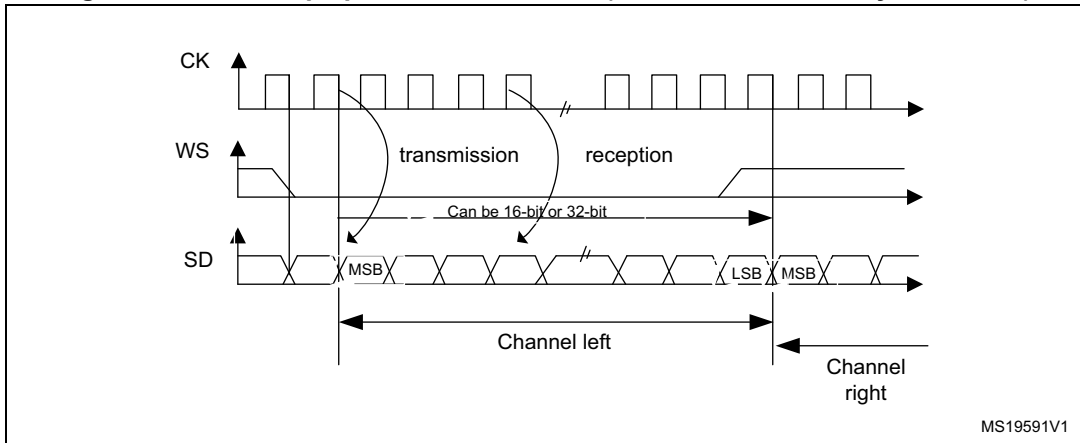 CK
WS
transmission
reception
Can be 16-bit or 32-bit
SD
MSB
LSB
MSB
Channel left
Channel
right
MS19591V1